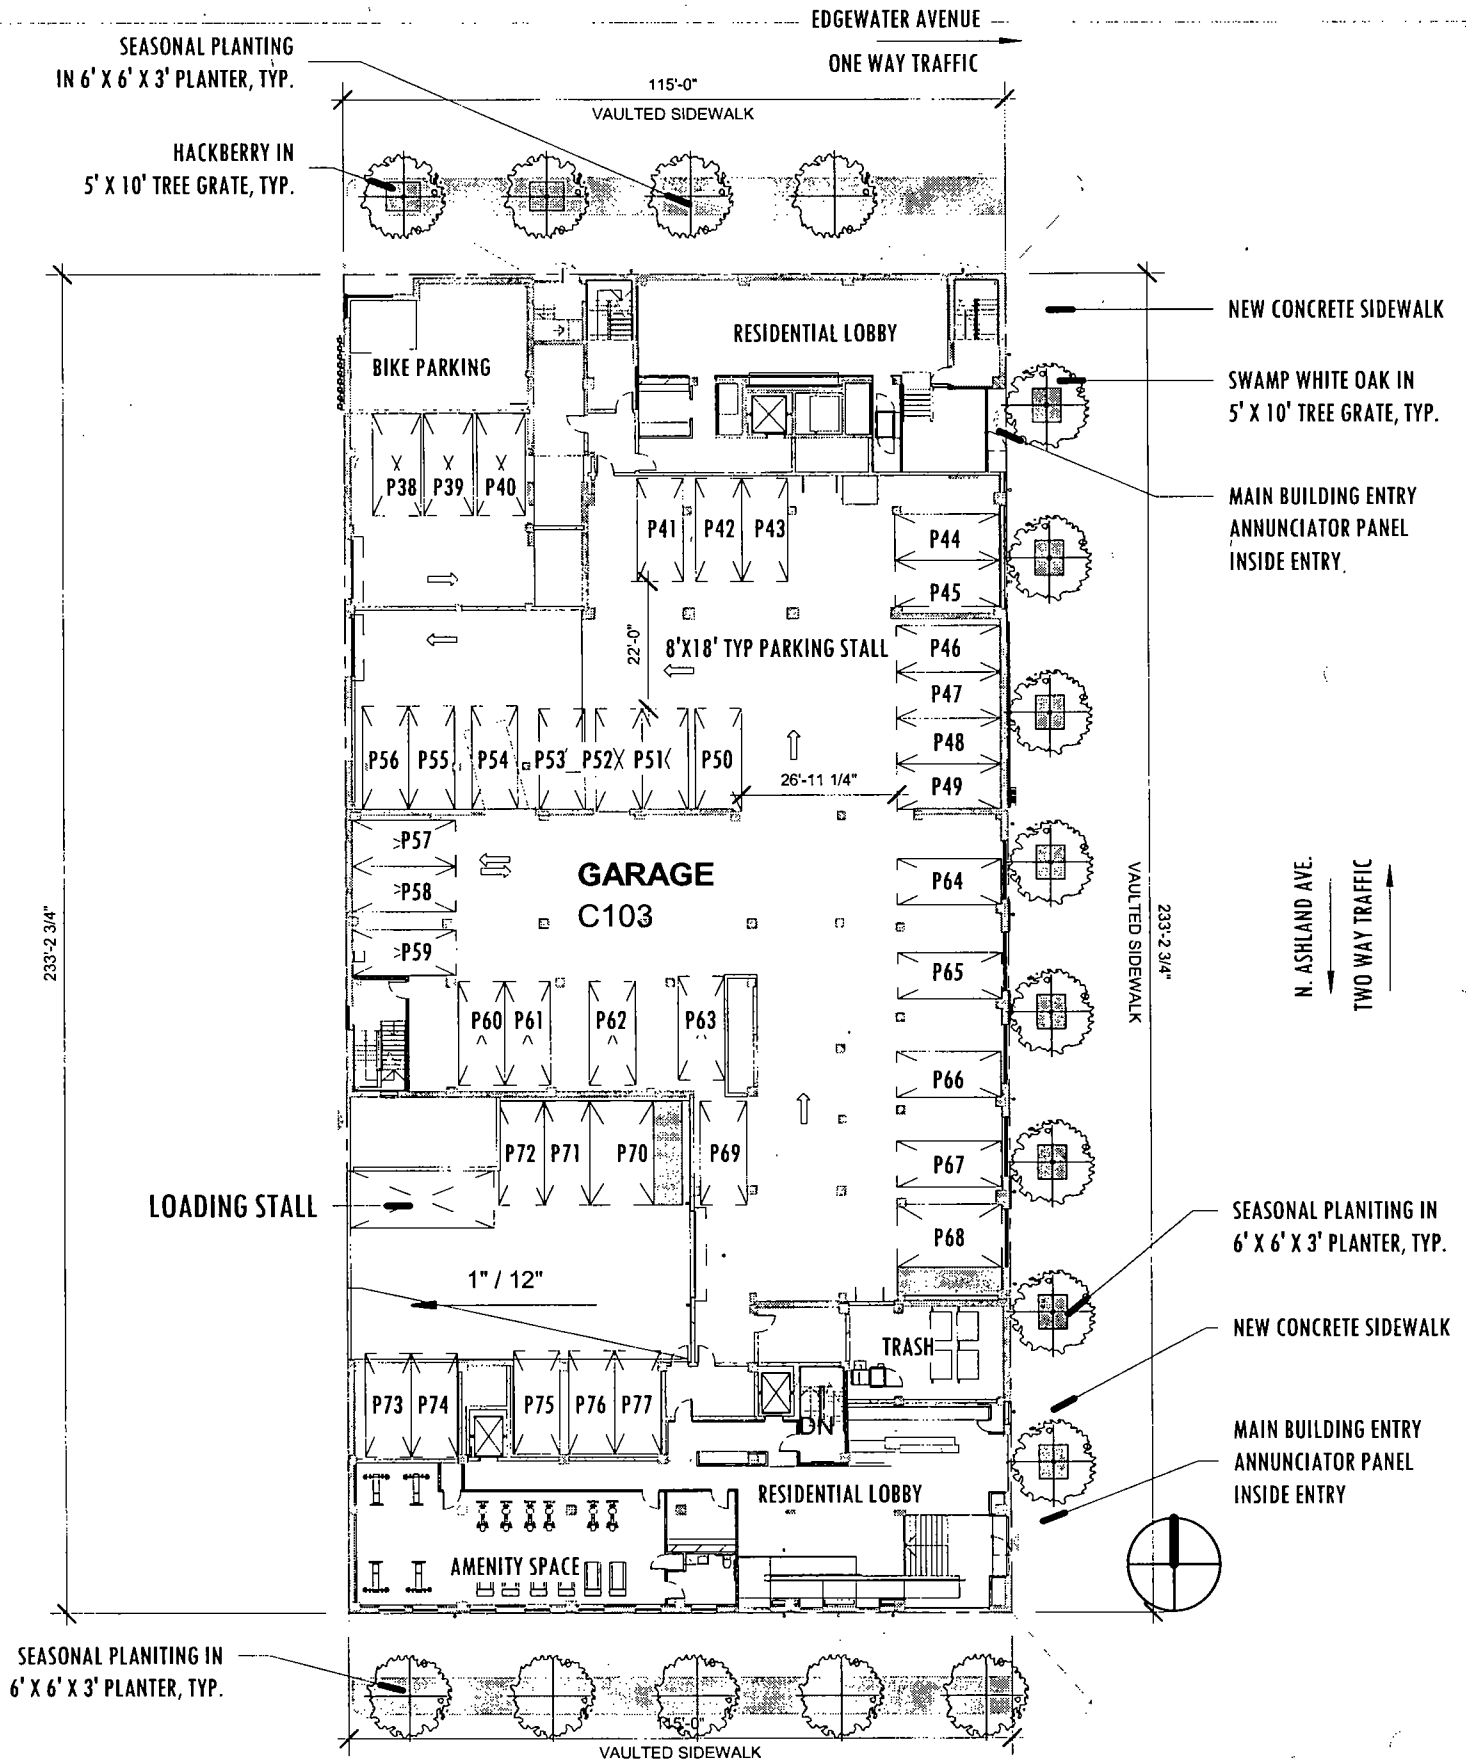 EDGEWATER AVENUE
ONE WAY TRAFFIC
SEASONAL PLANTING
IN 6' X 6' X 3' PLANTER, TYP.
115'-0"
VAULTED SIDEWALK
HACKBERRY IN
5' X 10' TREE GRATE, TYP.
NEW CONCRETE SIDEWALK
RESIDENTIAL LOBBY
BIKE PARKING
SWAMP WHITE OAK IN
5' X 10' TREE GRATE, TYP.
P38
P39
P40
MAIN BUILDING ENTRY
ANNUNCIATOR PANEL
INSIDE ENTRY
P41
P42
P43
P44
P45
22'-0"
8'X18' TYP PARKING STALL
P46
P47
P48
P49
P56
P55
P54
P53
P52
P51
P50
26'-11 1/4"
P57
P58
P59
GARAGE
C103
P64
P65
233'-2 3/4"
VAULTED SIDEWALK
233'-2 3/4"
N. ASHLAND AVE.
TWO WAY TRAFFIC
P60
P61
P62
P63
P66
P72
P71
P70
P69
P67
P68
LOADING STALL
SEASONAL PLANITING IN
6' X 6' X 3' PLANTER, TYP.
1" / 12"
NEW CONCRETE SIDEWALK
TRASH
P73
P74
P75
P76
P77
DN
MAIN BUILDING ENTRY
ANNUNCIATOR PANEL
INSIDE ENTRY
RESIDENTIAL LOBBY
AMENITY SPACE
SEASONAL PLANITING IN
6' X 6' X 3' PLANTER, TYP.
115'-0"
VAULTED SIDEWALK